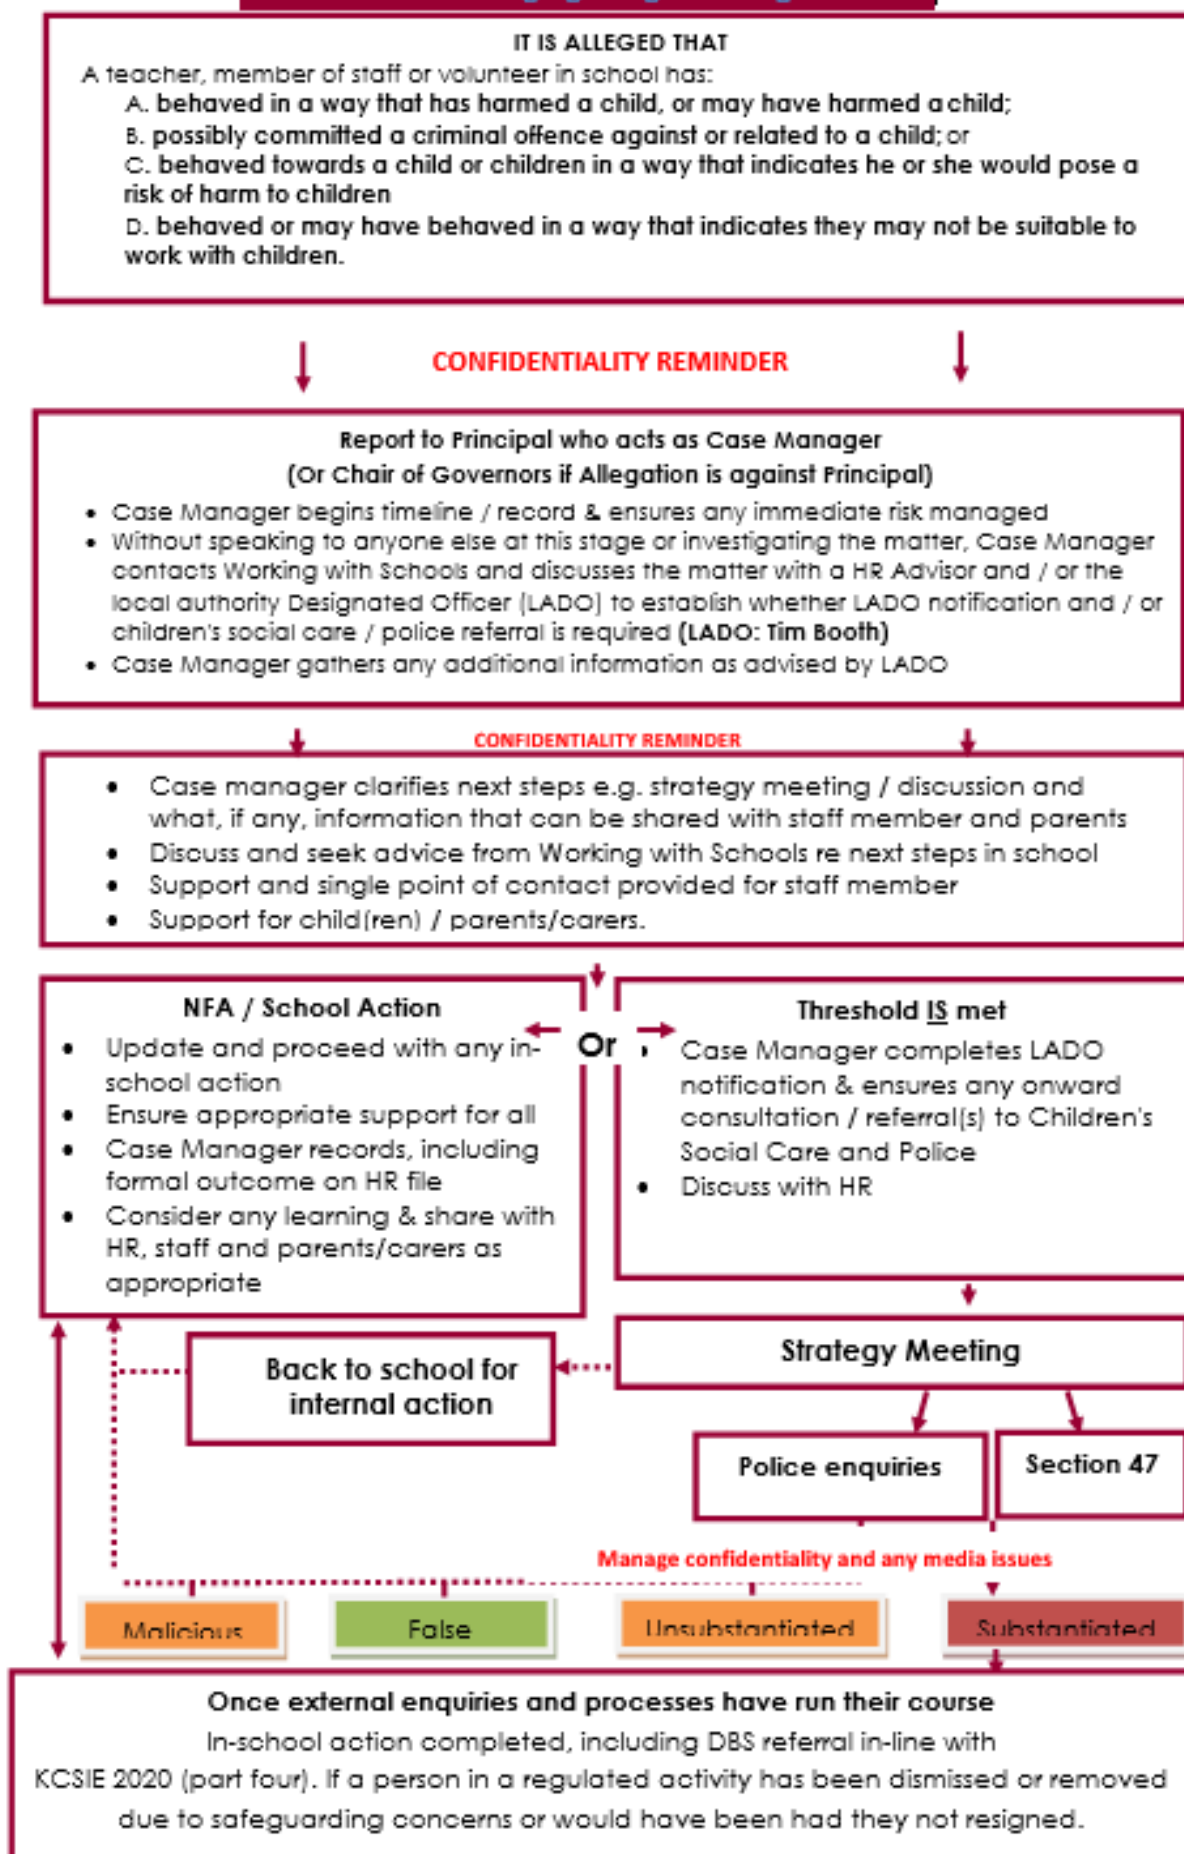 IT IS ALLEGED THAT
A teacher, member of staff or volunteer in school has:
A. behaved in a way that has harmed a child, or may have harmed a child;
B. possibly committed a criminal offence against or related to a child; or
C. behaved towards a child or children in a way that indicates he or she would pose a
risk of harm to children
D. behaved or may have behaved in a way that indicates they may not be suitable to
work with children.
CONFIDENTIALITY REMINDER
Report to Principal who acts as Case Manager
(Or Chair of Governors if Allegation is against Principal)
• Case Manager begins timeline / record & ensures any immediate risk managed
• Without speaking to anyone else at this stage or investigating the matter, Case Manager
contacts Working with Schools and discusses the matter with a HR Advisor and / or the
local authority Designated Officer (LADO) to establish whether LADO notification and / or
children's social care / police referral is required (LADO: Tim Booth)
• Case Manager gathers any additional information as advised by LADO
CONFIDENTIALITY REMINDER
• Case manager clarifies next steps e.g. strategy meeting / discussion and
what, if any, information that can be shared with staff member and parents
• Discuss and seek advice from Working with Schools re next steps in school
• Support and single point of contact provided for staff member
• Support for child(ren) / parents/carers.
NFA / School Action
• Update and proceed with any in-
school action
• Ensure appropriate support for all
• Case Manager records, including
formal outcome on HR file
• Consider any learning & share with
HR, staff and parents/carers as
appropriate
Or
Threshold IS met
• Case Manager completes LADO
notification & ensures any onward
consultation / referral(s) to Children's
Social Care and Police
• Discuss with HR
Strategy Meeting
Back to school for
internal action
Police enquiries
Section 47
Manage confidentiality and any media issues
Malicious
False
Unsubstantiated
Substantiated
Once external enquiries and processes have run their course
In-school action completed, including DBS referral in-line with
KCSIE 2020 (part four). If a person in a regulated activity has been dismissed or removed
due to safeguarding concerns or would have been had they not resigned.